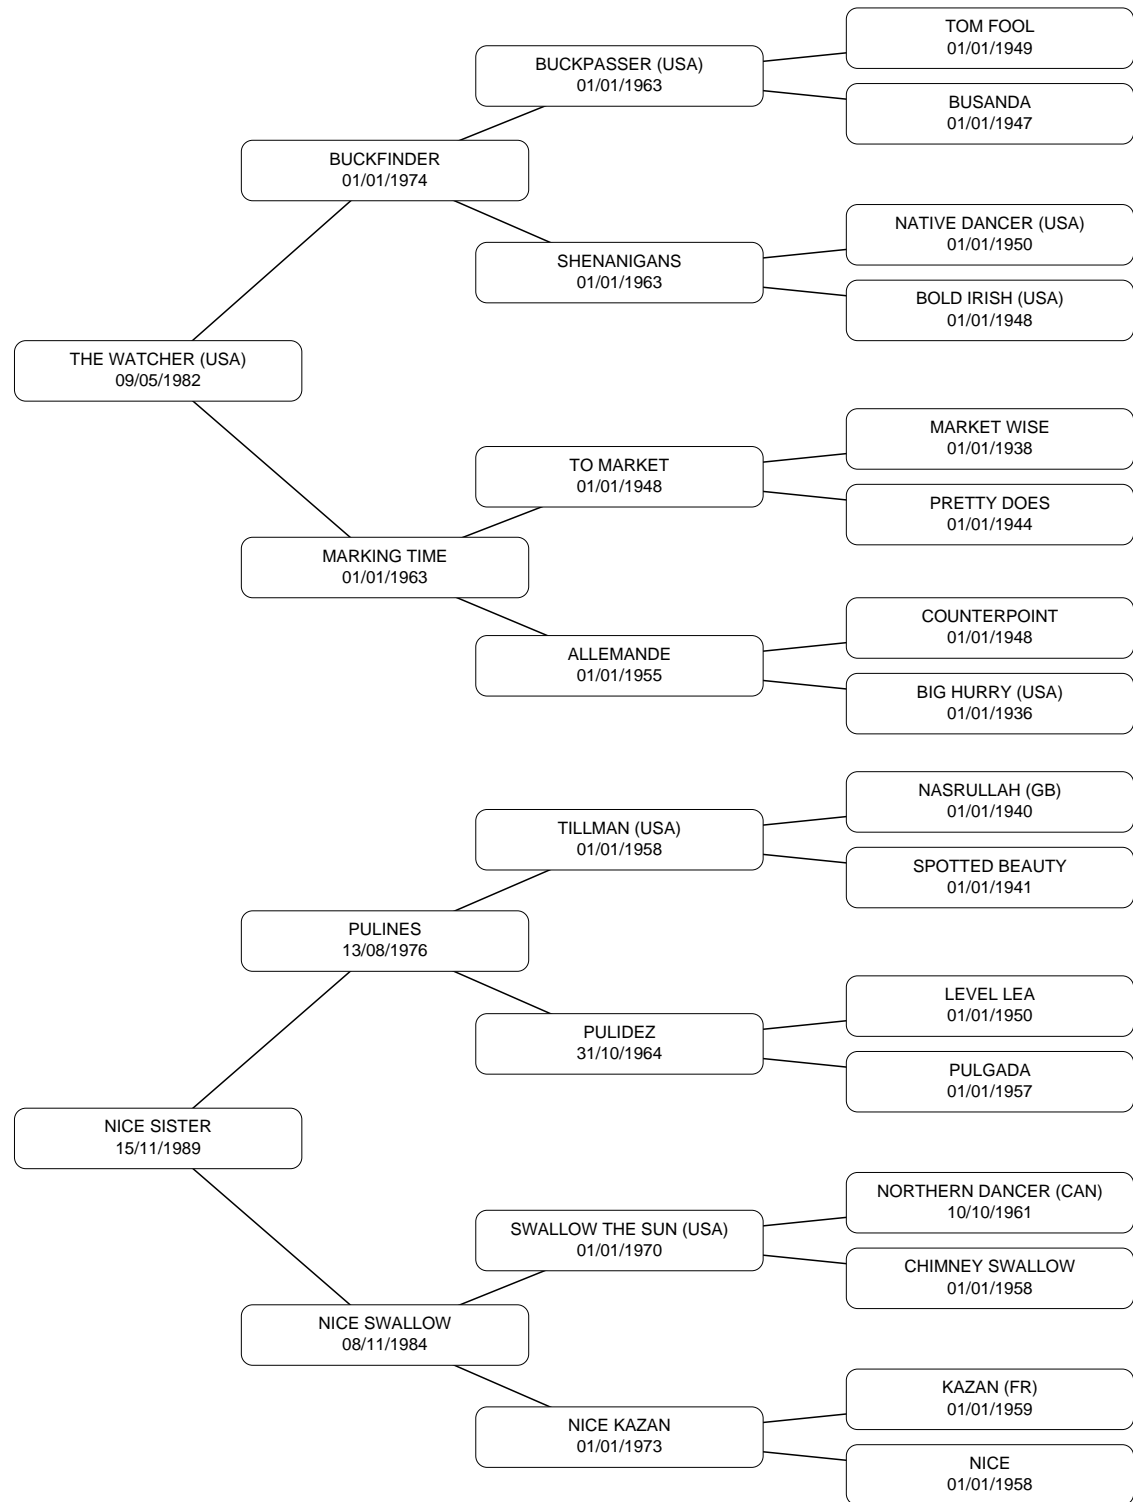 TOM FOOL
01/01/1949
BUCKPASSER (USA)
01/01/1963
BUSANDA
01/01/1947
BUCKFINDER
01/01/1974
NATIVE DANCER (USA)
01/01/1950
SHENANIGANS
01/01/1963
BOLD IRISH (USA)
01/01/1948
THE WATCHER (USA)
09/05/1982
MARKET WISE
01/01/1938
TO MARKET
01/01/1948
PRETTY DOES
01/01/1944
MARKING TIME
01/01/1963
COUNTERPOINT
01/01/1948
ALLEMANDE
01/01/1955
BIG HURRY (USA)
01/01/1936
NASRULLAH (GB)
01/01/1940
TILLMAN (USA)
01/01/1958
SPOTTED BEAUTY
01/01/1941
PULINES
13/08/1976
LEVEL LEA
01/01/1950
PULIDEZ
31/10/1964
PULGADA
01/01/1957
NICE SISTER
15/11/1989
NORTHERN DANCER (CAN)
10/10/1961
SWALLOW THE SUN (USA)
01/01/1970
CHIMNEY SWALLOW
01/01/1958
NICE SWALLOW
08/11/1984
KAZAN (FR)
01/01/1959
NICE KAZAN
01/01/1973
NICE
01/01/1958